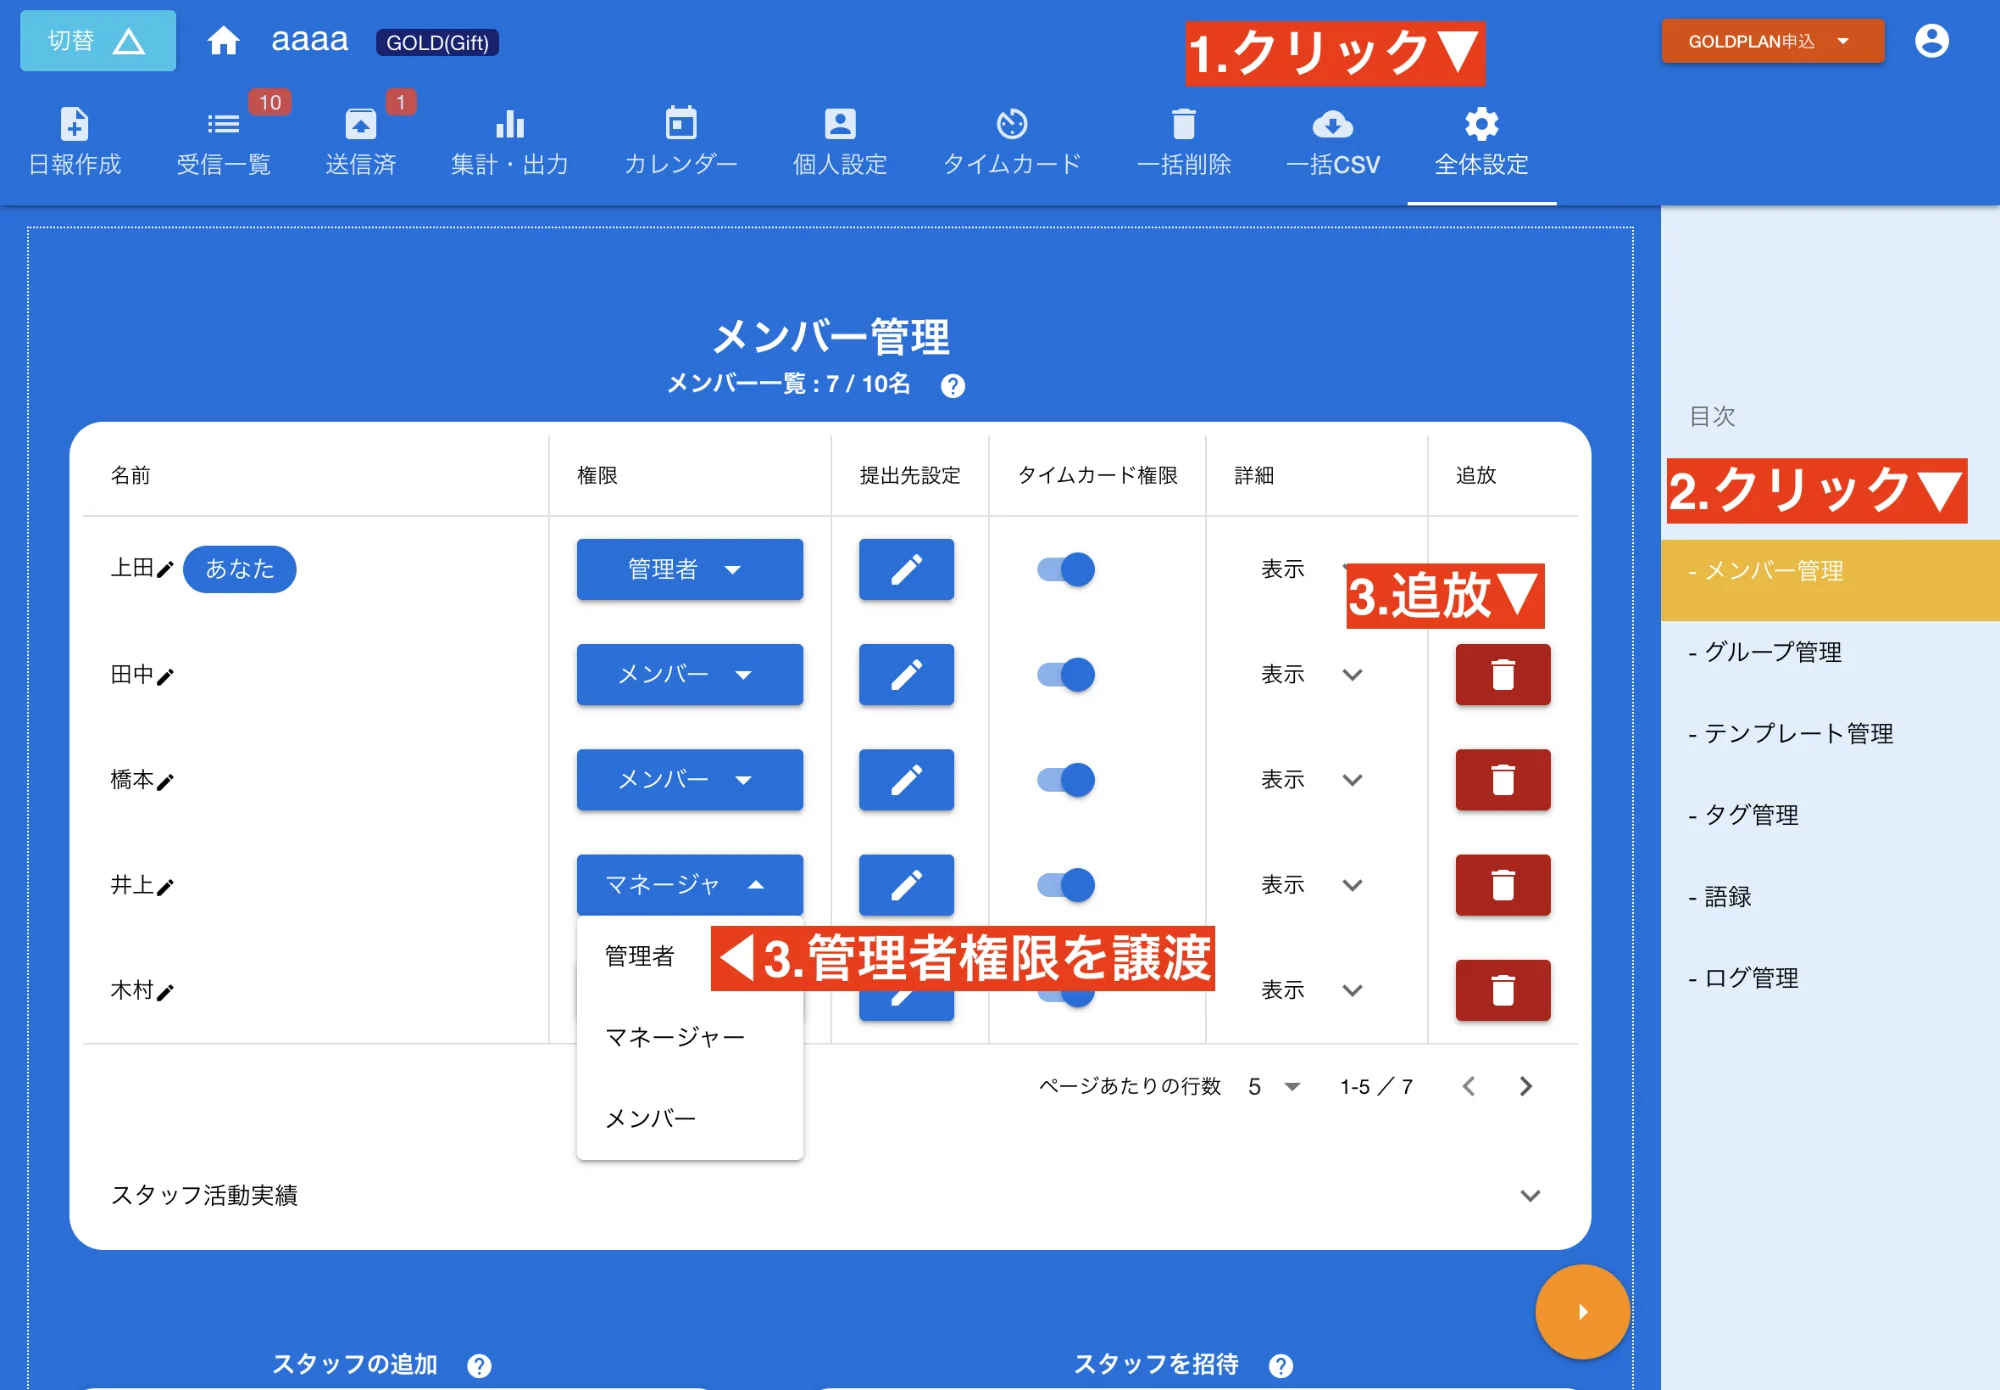 切替
aaaa
GOLD(Gift)
1.クリック▼
GOLDPLAN申込
日報作成
10
受信一覧
1
送信済
集計・出力
カレンダー
個人設定
タイムカード
一括削除
一括CSV
全体設定
メンバー管理
メンバー一覧 : 7 / 10名
?
名前
権限
提出先設定
タイムカード権限
詳細
追放
上田
あなた
管理者
表示
3.追放▼
田中
メンバー
表示
橋本
メンバー
表示
井上
マネージャ
表示
管理者
◀3.管理者権限を譲渡
木村
表示
マネージャー
メンバー
ページあたりの行数
5
1-5 ／ 7
スタッフ活動実績
スタッフの追加
?
スタッフを招待
?
目次
2.クリック▼
- メンバー管理
- グループ管理
- テンプレート管理
- タグ管理
- 語録
- ログ管理